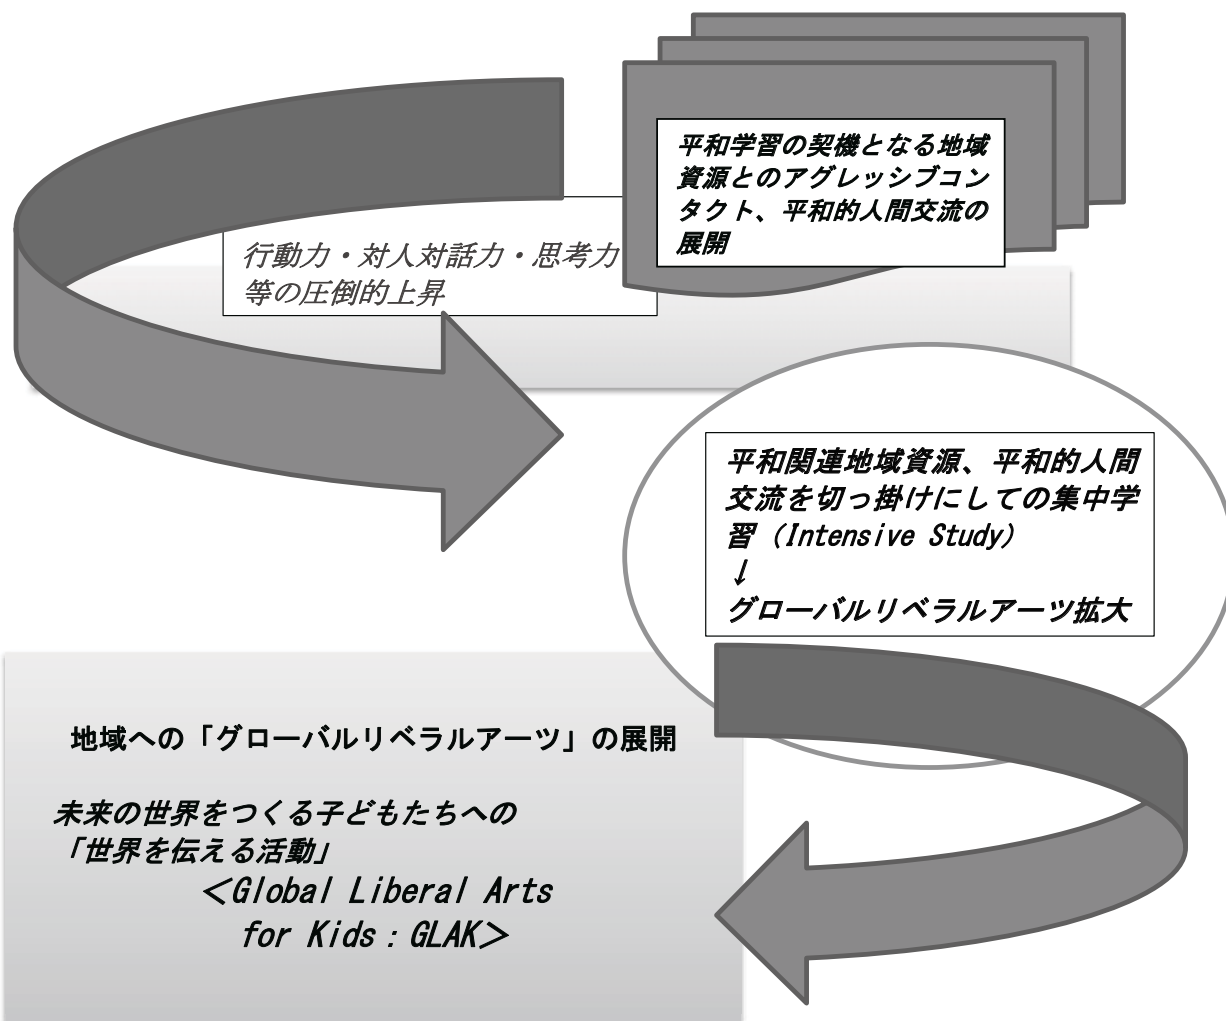 平和学習の契機となる地域
資源とのアグレッシブコン
タクト、平和的人間交流の
展開
行動力・対人対話力・思考力
等の圧倒的上昇
平和関連地域資源、平和的人間
交流を切っ掛けにしての集中学
習（Intensive Study）
↓
グローバルリベラルアーツ拡大
地域への「グローバルリベラルアーツ」の展開
未来の世界をつくる子どもたちへの
「世界を伝える活動」
＜Global Liberal Arts
for Kids：GLAK＞